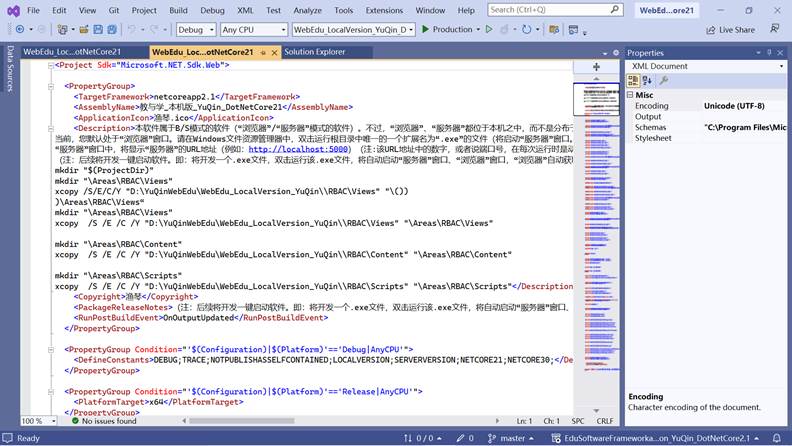 File Edit View Git Project Build Debug XML Test Analyze Tools Extensions Window Help Search (Ctrl+Q) WebEd...ore21
Debug Any CPU WebEdu_LocalVersion_YuQin_D Production Live Share
WebEdu_Loc...otNetCore21 WebEdu_Loc...otNetCore21 Solution Explorer
Data Sources
<Project Sdk="Microsoft.NET.Sdk.Web">
<PropertyGroup>
<TargetFramework>netcoreapp2.1</TargetFramework>
<AssemblyName>教与学_本机版_YuQin_DotNetCore21</AssemblyName>
<ApplicationIcon>渔琴.ico</ApplicationIcon>
<Description>本软件属于B/S模式的软件（“浏览器”/“服务器”模式的软件）。不过，“浏览器”、“服务器”都位于本机之中，而不是分布于
当前，您默认处于“浏览器”窗口。请在Windows文件资源管理器中，双击运行根目录中唯一的一个扩展名为".exe"的文件（将启动“服务器”窗口。
“服务器”窗口中，将显示“服务器”的URL地址（例如：http://localhost:5000）（注:该URL地址中的数字，或者说端口号，在每次运行时是动
（注：后续将开发一键启动软件。即：将开发一个.exe文件，双击运行该.exe文件，将自动启动“服务器”窗口、“浏览器”窗口，“浏览器”自动获
mkdir "$(ProjectDir)"
mkdir "\Areas\RBAC\Views"
xcopy /S/E/C/Y "D:\YuQinWebEdu\WebEdu_LocalVersion_YuQin\\RBAC\Views" "\())
)\Areas\RBAC\Views"
mkdir "\Areas\RBAC\Views"
xcopy /S /E /C /Y "D:\YuQinWebEdu\WebEdu_LocalVersion_YuQin\\RBAC\Views" "\Areas\RBAC\Views"
mkdir "\Areas\RBAC\Content"
xcopy /S /E /C /Y "D:\YuQinWebEdu\WebEdu_LocalVersion_YuQin\\RBAC\Content" "\Areas\RBAC\Content"
mkdir "\Areas\RBAC\Scripts"
xcopy /S /E /C /Y "D:\YuQinWebEdu\WebEdu_LocalVersion_YuQin\\RBAC\Scripts" "\Areas\RBAC\Scripts"</Description
<Copyright>渔琴</Copyright>
<PackageReleaseNotes>（注：后续将开发一键启动软件。即：将开发一个.exe文件，双击运行该.exe文件，将自动启动“服务器”窗口、
<RunPostBuildEvent>OnOutputUpdated</RunPostBuildEvent>
</PropertyGroup>
<PropertyGroup Condition="'$(Configuration)|$(Platform)'=='Debug|AnyCPU'">
<DefineConstants>DEBUG;TRACE;NOTPUBLISHASSELFCONTAINED;LOCALVERSION;SERVERVERSION;NETCORE21;NETCORE30;</De
</PropertyGroup>
<PropertyGroup Condition="'$(Configuration)|$(Platform)'=='Release|AnyCPU'">
<PlatformTarget>x64</PlatformTarget>
</PropertyGroup>
100 % No issues found Ln: 1 Ch: 1 SPC CRLF
Properties
XML Document
Misc
Encoding Unicode (UTF-8)
Output
Schemas "C:\Program Files\Mic
Stylesheet
Encoding
Character encoding of the document.
Ready 0 / 0 0 master EduSoftwareFrameworka...on_YuQin_DotNetCore2.1